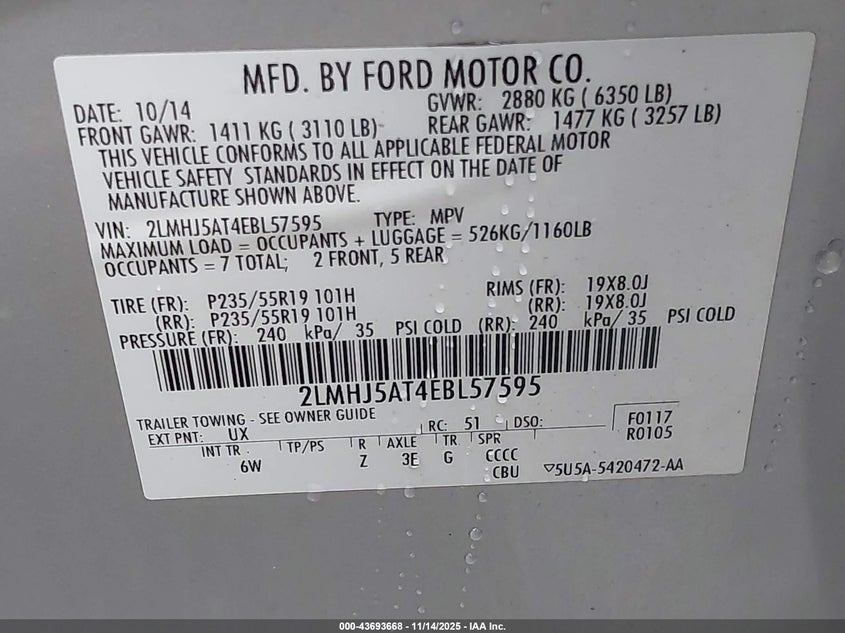 MFD. BY FORD MOTOR CO.
DATE: 10/14 GVWR: 2880 KG ( 6350 LB)
FRONT GAWR: 1411 KG ( 3110 LB) REAR GAWR: 1477 KG ( 3257 LB)
THIS VEHICLE CONFORMS TO ALL APPLICABLE FEDERAL MOTOR
VEHICLE SAFETY STANDARDS IN EFFECT ON THE DATE OF
MANUFACTURE SHOWN ABOVE.
VIN: 2LMHJ5AT4EBL57595 TYPE: MPV
MAXIMUM LOAD = OCCUPANTS + LUGGAGE = 526KG/1160LB
OCCUPANTS = 7 TOTAL; 2 FRONT, 5 REAR
TIRE (FR): P235/55R19 101H RIMS (FR): 19X8.0J
(RR): P235/55R19 101H (RR): 19X8.0J
PRESSURE (FR): 240 kPa/ 35 PSI COLD (RR): 240 kPa/ 35 PSI COLD
2LMHJ5AT4EBL57595
TRAILER TOWING - SEE OWNER GUIDE
EXT PNT: UX RC: 51 DSO: F0117
R0105
INT TR TP/PS R AXLE TR SPR
6W Z 3E G CCCC
CBU 5U5A-5420472-AA
000-43693668 - 11/14/2025 - IAA Inc.